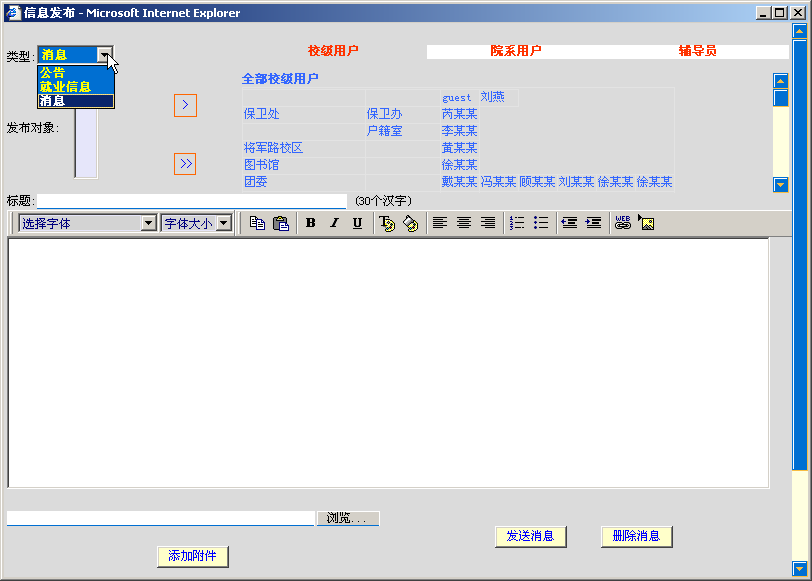 信息发布 - Microsoft Internet Explorer
类型: 消息
公告
就业信息
消息
校级用户 院系用户 辅导员
全部校级用户
guest 刘燕
保卫处 保卫办 芮某某
户籍室 李某某
将军路校区 黄某某
图书馆 徐某某
团委 戴某某 冯某某 顾某某 刘某某 徐某某 徐某某
>
>>
发布对象:
标题: (30个汉字)
选择字体 字体大小 B I U WEB
浏览...
发送消息 删除消息
添加附件